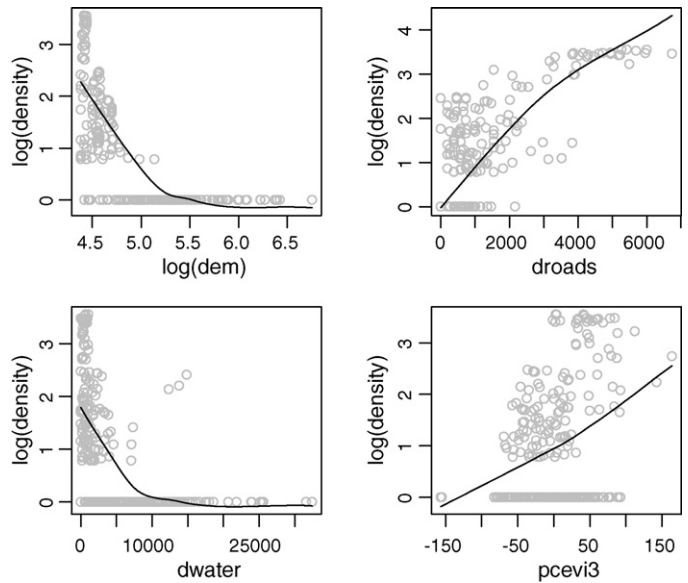 log(density)
0 1 2 3
4.5 5.0 5.5 6.0 6.5
log(dem)
log(density)
0 1 2 3 4
0 2000 4000 6000
droads
log(density)
0 1 2 3
0 10000 25000
dwater
log(density)
0 1 2 3
-150 -50 50 150
pcevi3